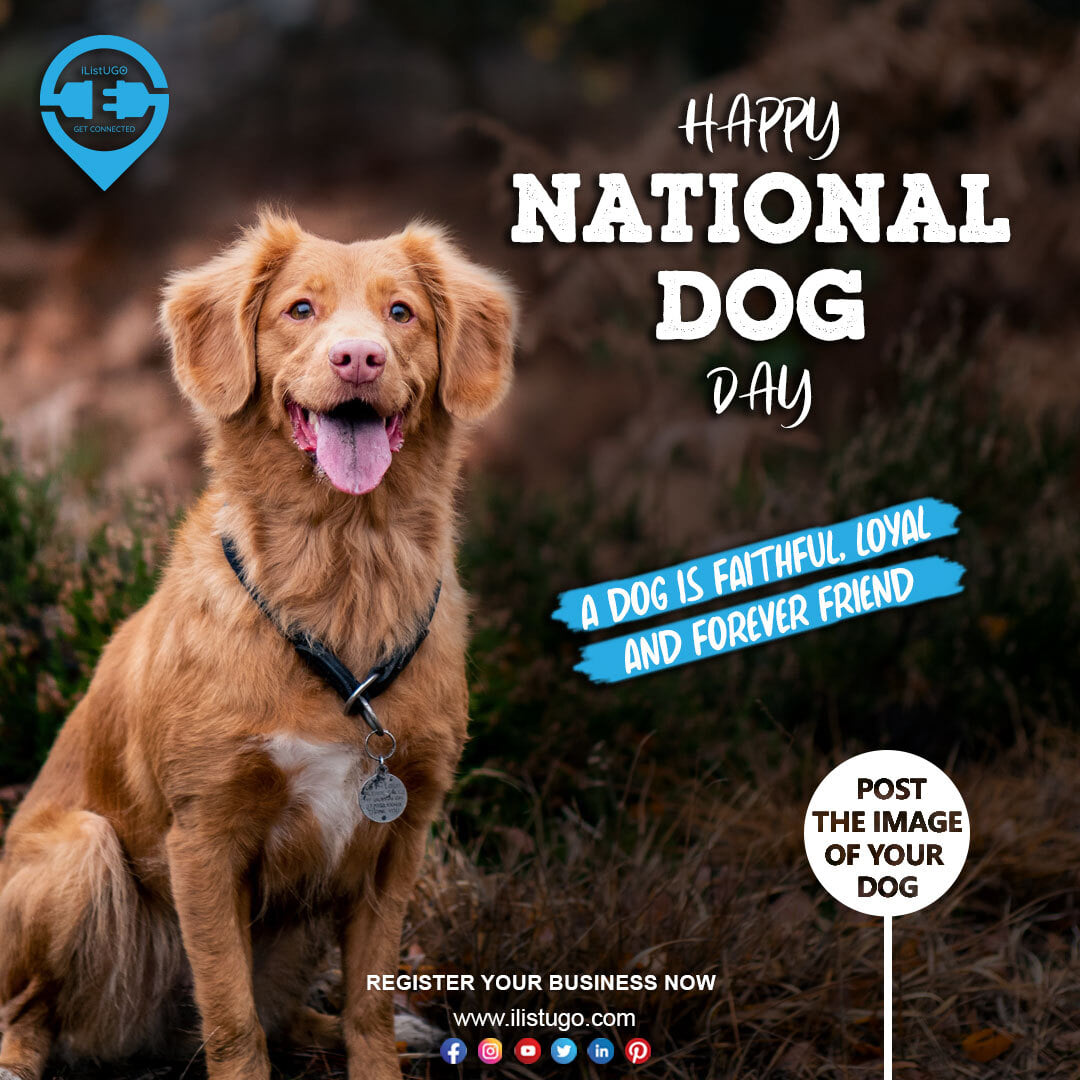 iListUGO
GET CONNECTED
HAPPY
NATIONAL
DOG
DAY
A DOG IS FAITHFUL, LOYAL
AND FOREVER FRIEND
POST
THE IMAGE
OF YOUR
DOG
REGISTER YOUR BUSINESS NOW
www.ilistugo.com